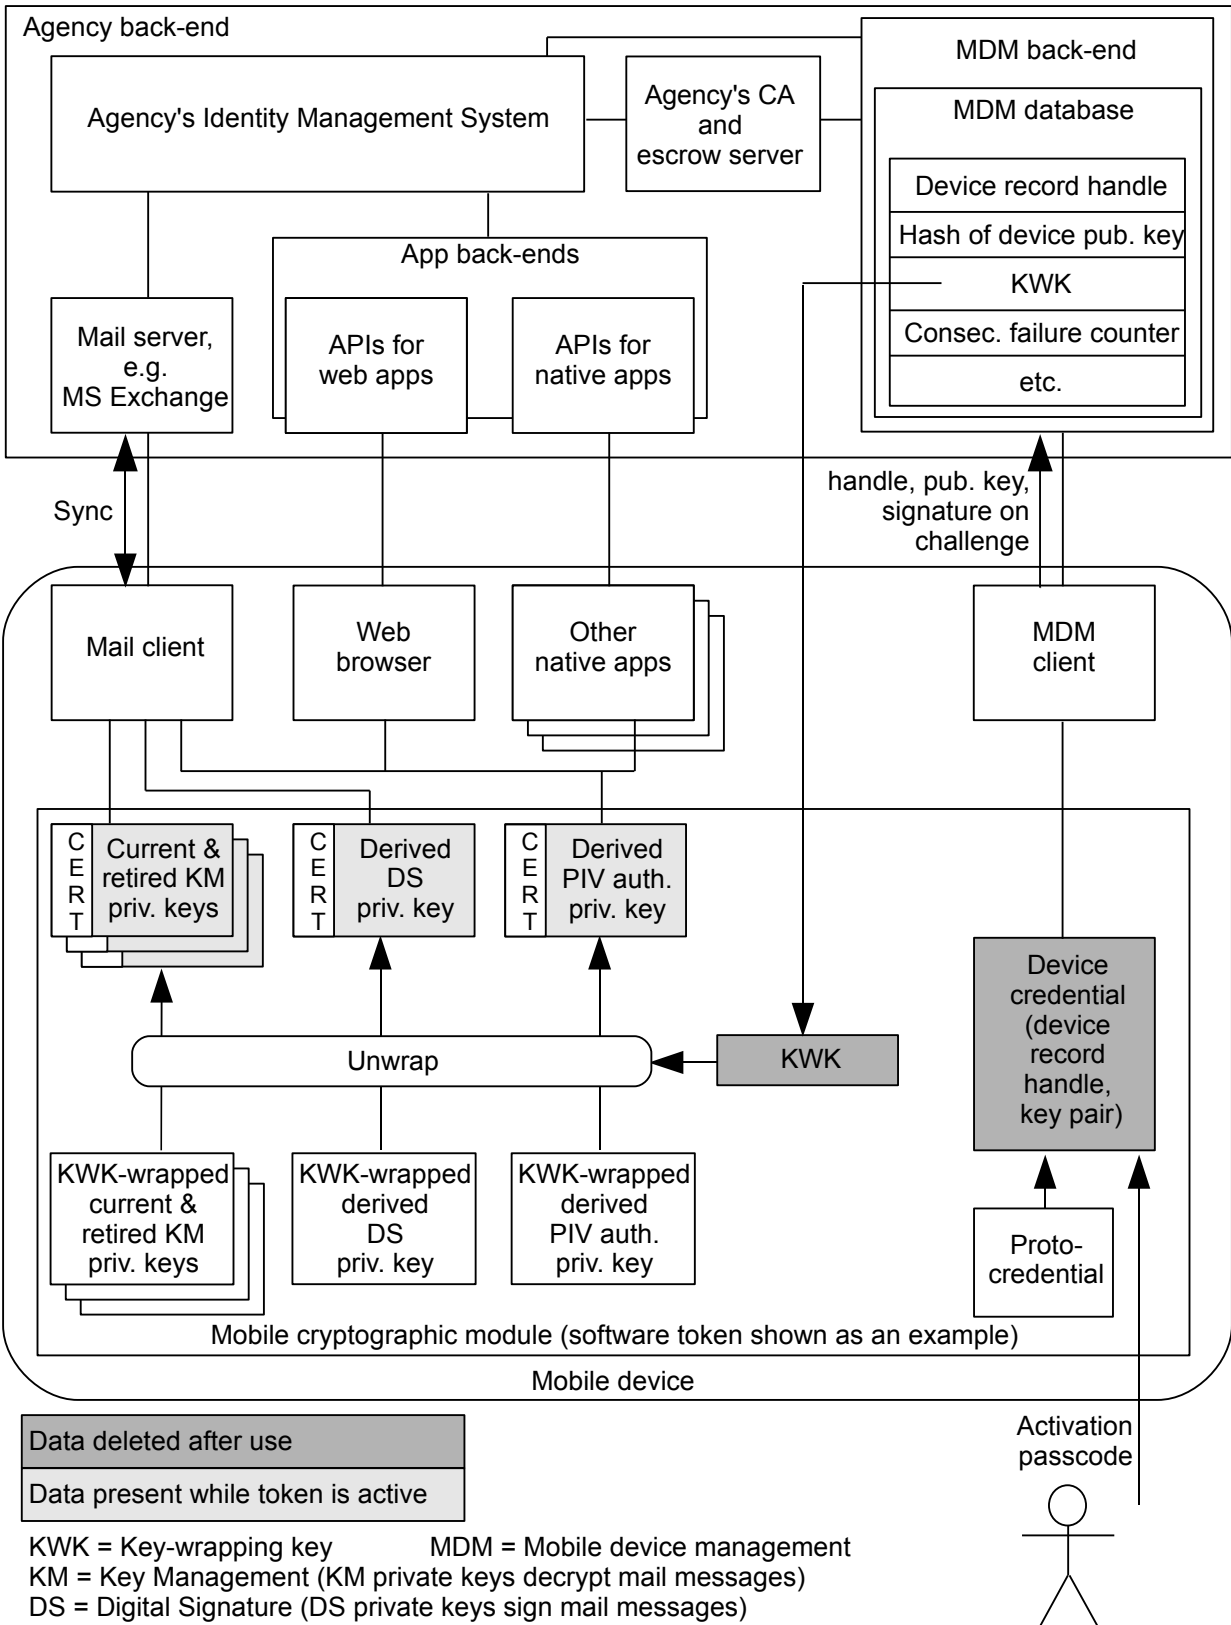 Agency back-end
MDM back-end
Agency's Identity Management System
Agency's CA
and
escrow server
MDM database
Device record handle
Hash of device pub. key
KWK
Consec. failure counter
etc.
App back-ends
Mail server,
e.g.
MS Exchange
APIs for
web apps
APIs for
native apps
Sync
handle, pub. key,
signature on
challenge
Mail client
Web
browser
Other
native apps
MDM
client
C
E
R
T
Current &
retired KM
priv. keys
C
E
R
T
Derived
DS
priv. key
C
E
R
T
Derived
PIV auth.
priv. key
Device
credential
(device
record
handle,
key pair)
Unwrap
KWK
KWK-wrapped
current &
retired KM
priv. keys
KWK-wrapped
derived
DS
priv. key
KWK-wrapped
derived
PIV auth.
priv. key
Proto-
credential
Mobile cryptographic module (software token shown as an example)
Mobile device
Data deleted after use
Data present while token is active
Activation
passcode
KWK = Key-wrapping key
MDM = Mobile device management
KM = Key Management (KM private keys decrypt mail messages)
DS = Digital Signature (DS private keys sign mail messages)